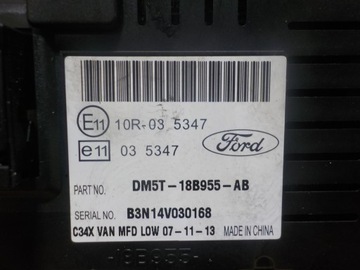 E11 10R-03 5347
e11 03 5347
Ford
PART NO. DM5T-18B955-AB
SERIAL NO. B3N14V030168
C34X VAN MFD LOW 07-11-13 MADE IN CHINA